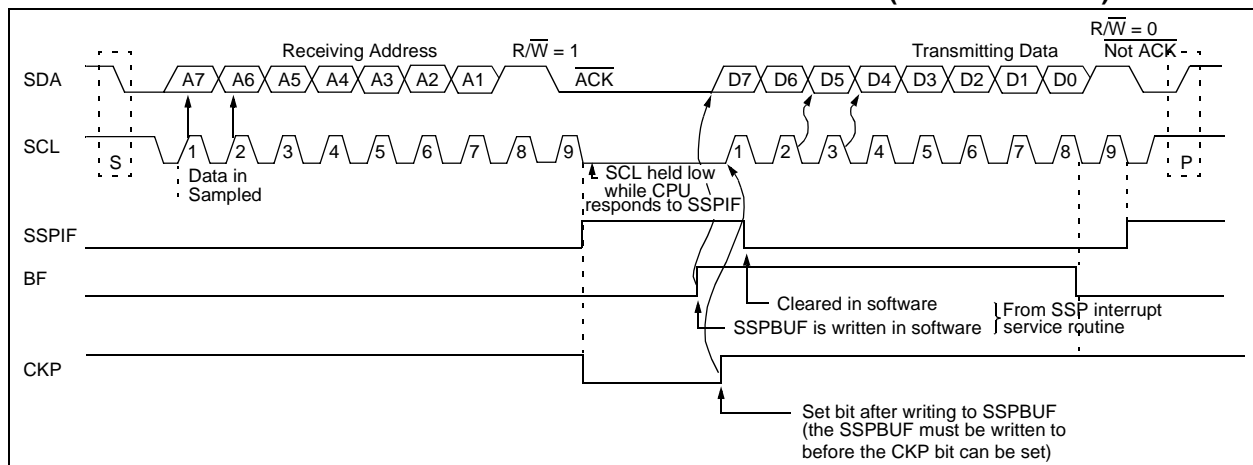 R/W = 0
Receiving Address R/W = 1 Transmitting Data Not ACK
SDA A7 A6 A5 A4 A3 A2 A1 ACK D7 D6 D5 D4 D3 D2 D1 D0
SCL 1 2 3 4 5 6 7 8 9 1 2 3 4 5 6 7 8 9
S P
Data in
Sampled
SCL held low
while CPU
responds to SSPIF
SSPIF
BF
Cleared in software
SSPBUF is written in software
From SSP interrupt
service routine
CKP
Set bit after writing to SSPBUF
(the SSPBUF must be written to
before the CKP bit can be set)